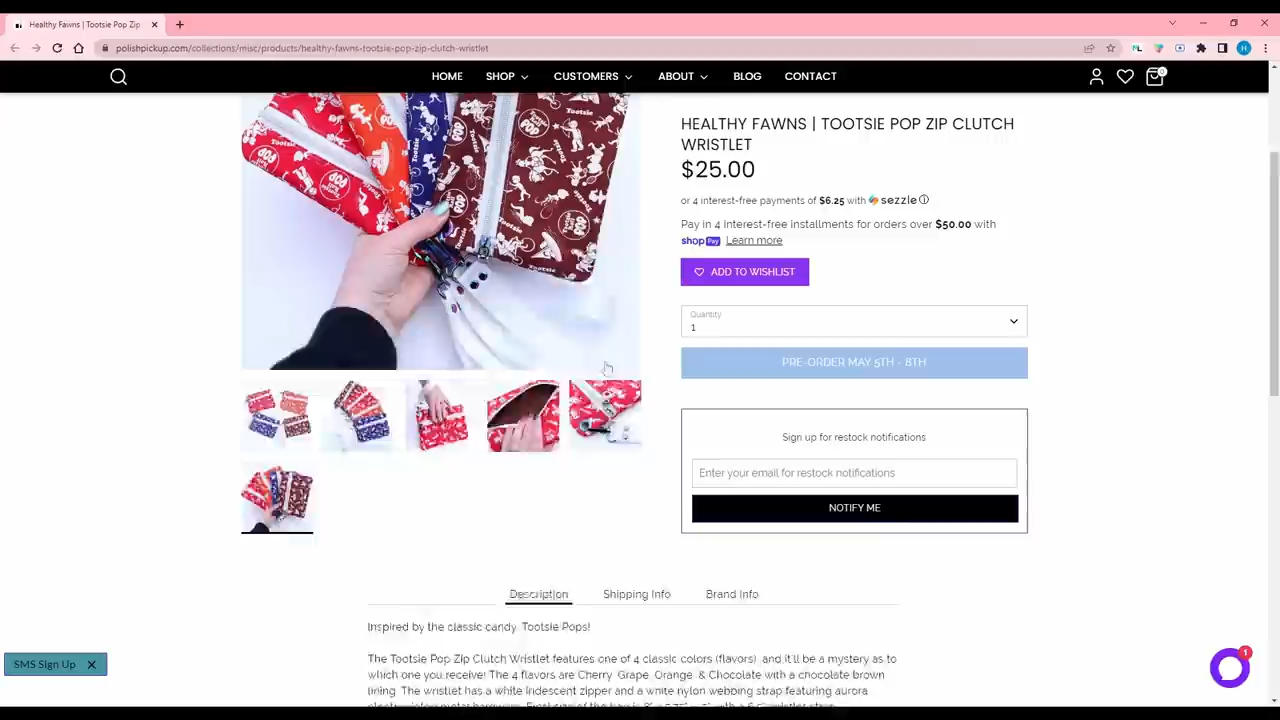 Healthy Fawns | Tootsie Pop Zip
polishpickup.com/collections/misc/products/healthy-fawns-tootsie-pop-zip-clutch-wristlet
HOME
SHOP
CUSTOMERS
ABOUT
BLOG
CONTACT
0
Tootsie
POP
Tootsie
HEALTHY FAWNS | TOOTSIE POP ZIP CLUTCH
WRISTLET
$25.00
or 4 interest-free payments of $6.25 with sezzle
Pay in 4 interest-free installments for orders over $50.00 with
shop Pay Learn more
ADD TO WISHLIST
Quantity
1
PRE-ORDER MAY 5TH - 8TH
Sign up for restock notifications
Enter your email for restock notifications
NOTIFY ME
Description
Shipping Info
Brand Info
Inspired by the classic candy, Tootsie Pops!
The Tootsie Pop Zip Clutch Wristlet features one of 4 classic colors (flavors), and it'll be a mystery as to
which one you receive! The 4 flavors are Cherry, Grape, Orange, & Chocolate with a chocolate brown
lining. The wristlet has a white iridescent zipper and a white nylon webbing strap featuring aurora
SMS Sign Up
1